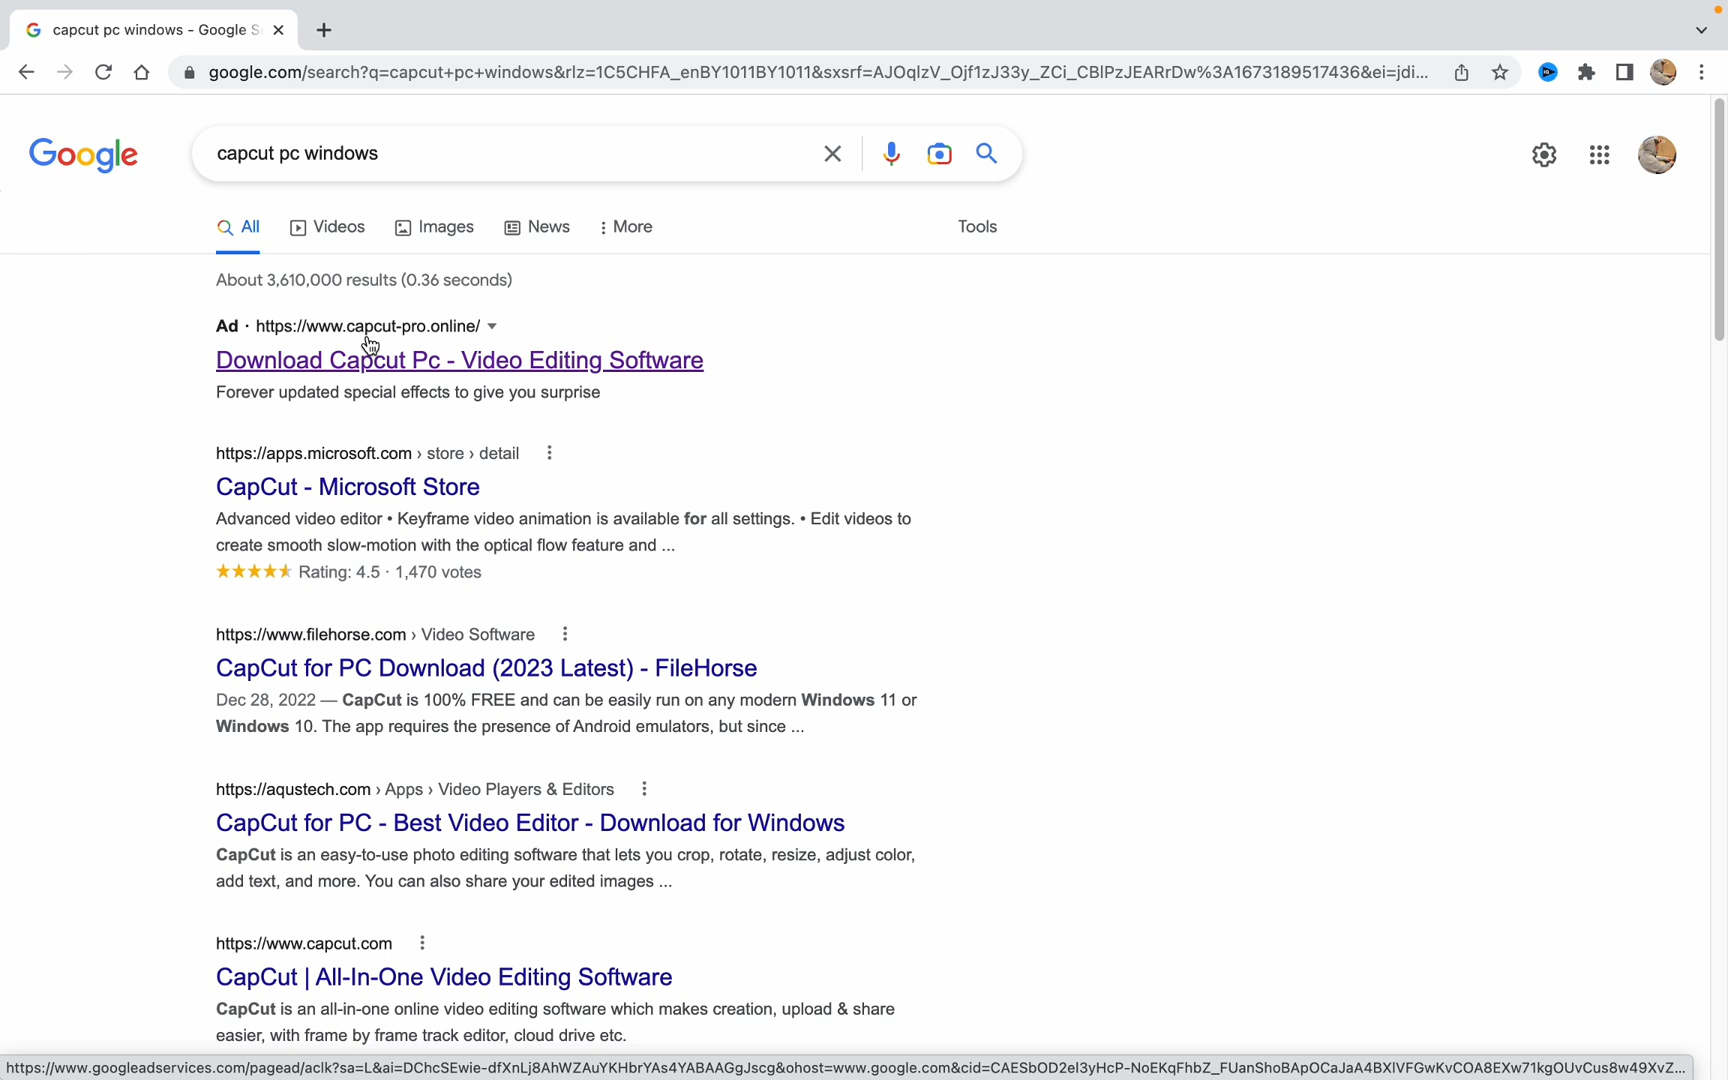 capcut pc windows - Google S
google.com/search?q=capcut+pc+windows&rlz=1C5CHFA_enBY1011BY1011&sxsrf=AJOqlzV_Ojf1zJ33y_ZCi_CBlPzJEARrDw%3A1673189517436&ei=jdi...
Google
capcut pc windows
All
Videos
Images
News
More
Tools
About 3,610,000 results (0.36 seconds)
Ad · https://www.capcut-pro.online/
Download Capcut Pc - Video Editing Software
Forever updated special effects to give you surprise
https://apps.microsoft.com › store › detail
CapCut - Microsoft Store
Advanced video editor • Keyframe video animation is available for all settings. • Edit videos to
create smooth slow-motion with the optical flow feature and ...
Rating: 4.5 · 1,470 votes
https://www.filehorse.com › Video Software
CapCut for PC Download (2023 Latest) - FileHorse
Dec 28, 2022 — CapCut is 100% FREE and can be easily run on any modern Windows 11 or
Windows 10. The app requires the presence of Android emulators, but since ...
https://aqustech.com › Apps › Video Players & Editors
CapCut for PC - Best Video Editor - Download for Windows
CapCut is an easy-to-use photo editing software that lets you crop, rotate, resize, adjust color,
add text, and more. You can also share your edited images ...
https://www.capcut.com
CapCut | All-In-One Video Editing Software
CapCut is an all-in-one online video editing software which makes creation, upload & share
easier, with frame by frame track editor, cloud drive etc.
https://www.googleadservices.com/pagead/aclk?sa=L&ai=DChcSEwie-dfXnLj8AhWZAuYKHbrYAs4YABAAGgJscg&ohost=www.google.com&cid=CAESbOD2el3yHcP-NoEKqFhbZ_FUanShoBApOCaJaA4BXlVFGwKvCOA8EXw71kgOUvCus8w49XvZ...